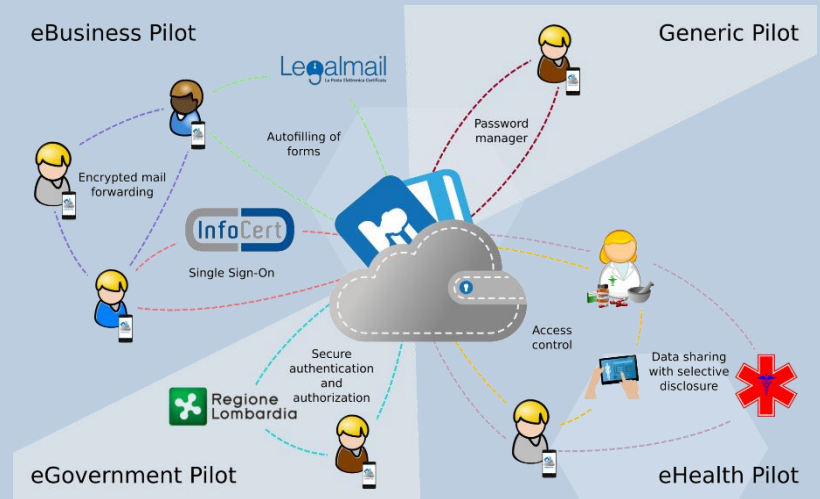 eBusiness Pilot
Generic Pilot
Legalmail
La Posta Elettronica Certificata
Autofilling of
forms
Password
manager
Encrypted mail
forwarding
InfoCert
Single Sign-On
Access
control
Secure
authentication
and
authorization
Data sharing
with selective
disclosure
Regione
Lombardia
eGovernment Pilot
eHealth Pilot